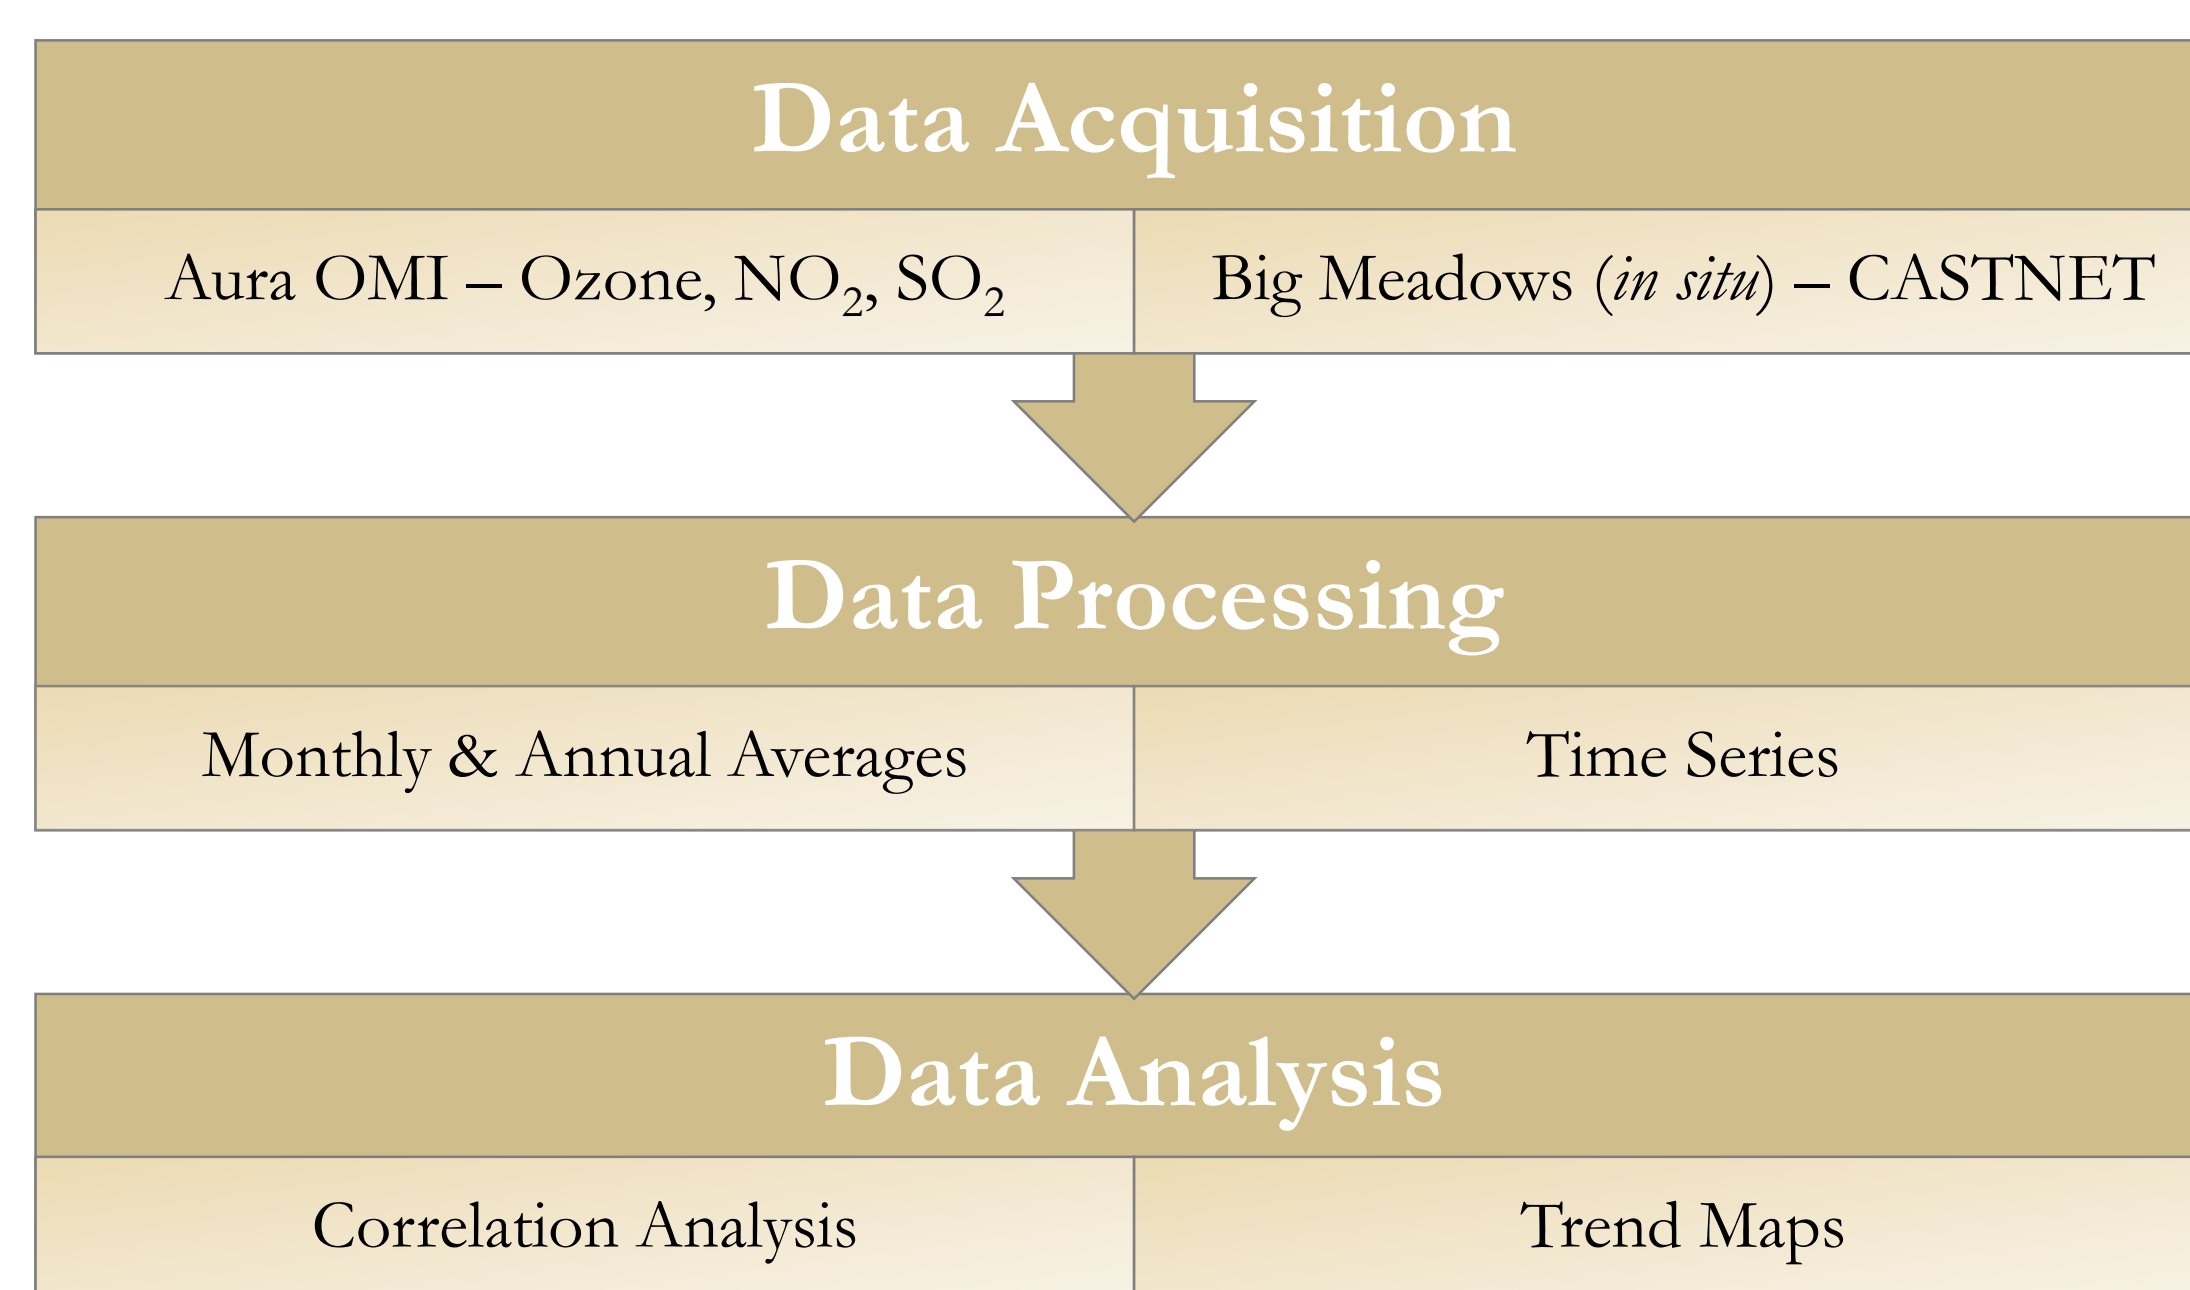 Data Acquisition
Aura OMI – Ozone, NO₂, SO₂
Big Meadows (in situ) – CASTNET
Data Processing
Monthly & Annual Averages
Time Series
Data Analysis
Correlation Analysis
Trend Maps